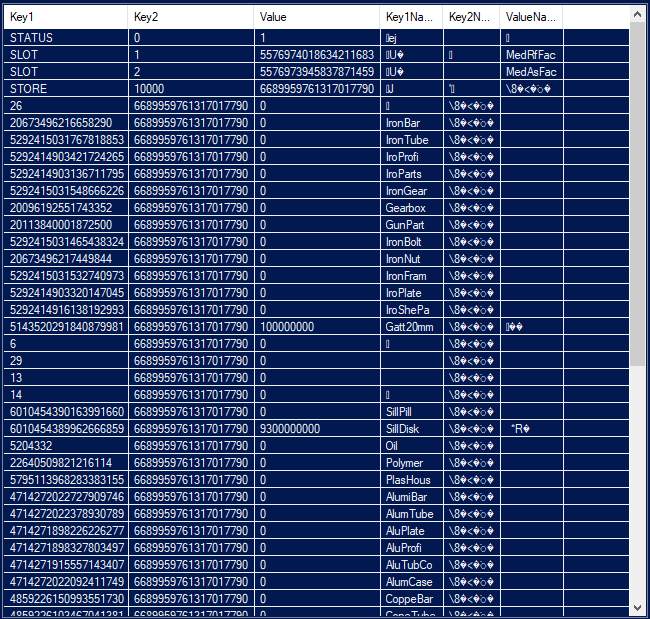 Key1 Key2 Value Key1Na... Key2N... ValueNa...
STATUS 0 1 ej
SLOT 1 5576974018634211683 U� MedRfFac
SLOT 2 5576973945837871459 U� MedAsFac
STORE 10000 6689959761317017790 J '\8�<�'○�
26 6689959761317017790 0 \8�<�'○�
20673496216658290 6689959761317017790 0 IronBar \8�<�'○�
5292415031767818853 6689959761317017790 0 IronTube \8�<�'○�
5292414903421724265 6689959761317017790 0 IroProfi \8�<�'○�
5292414903136711795 6689959761317017790 0 IroParts \8�<�'○�
5292415031548666226 6689959761317017790 0 IronGear \8�<�'○�
20096192551743352 6689959761317017790 0 Gearbox \8�<�'○�
20113840001872500 6689959761317017790 0 GunPart \8�<�'○�
5292415031465438324 6689959761317017790 0 IronBolt \8�<�'○�
20673496217449844 6689959761317017790 0 IronNut \8�<�'○�
5292415031532740973 6689959761317017790 0 IronFram \8�<�'○�
5292414903320147045 6689959761317017790 0 IroPlate \8�<�'○�
5292414916138192993 6689959761317017790 0 IroShePa \8�<�'○�
5143520291840879981 6689959761317017790 100000000 Gatt20mm \8�<�'○� ��
6 6689959761317017790 0 \8�<�'○�
29 6689959761317017790 0 \8�<�'○�
13 6689959761317017790 0 \8�<�'○�
14 6689959761317017790 0 \8�<�'○�
6010454390163991660 6689959761317017790 0 SillPill \8�<�'○�
6010454389962666859 6689959761317017790 9300000000 SillDisk \8�<�'○� *R�
5204332 6689959761317017790 0 Oil \8�<�'○�
22640509821216114 6689959761317017790 0 Polymer \8�<�'○�
5795113968283383155 6689959761317017790 0 PlasHous \8�<�'○�
4714272022727909746 6689959761317017790 0 AlumiBar \8�<�'○�
4714272022378930789 6689959761317017790 0 AlumTube \8�<�'○�
4714271898226226277 6689959761317017790 0 AluPlate \8�<�'○�
4714271898327803497 6689959761317017790 0 AluProfi \8�<�'○�
4714271915557143407 6689959761317017790 0 AluTubCo \8�<�'○�
4714272022092411749 6689959761317017790 0 AlumCase \8�<�'○�
4859226150993551730 6689959761317017790 0 CoppeBar \8�<�'○�
4859226103467041381 6689959761317017790 0 CopeTube \8�<�'○�